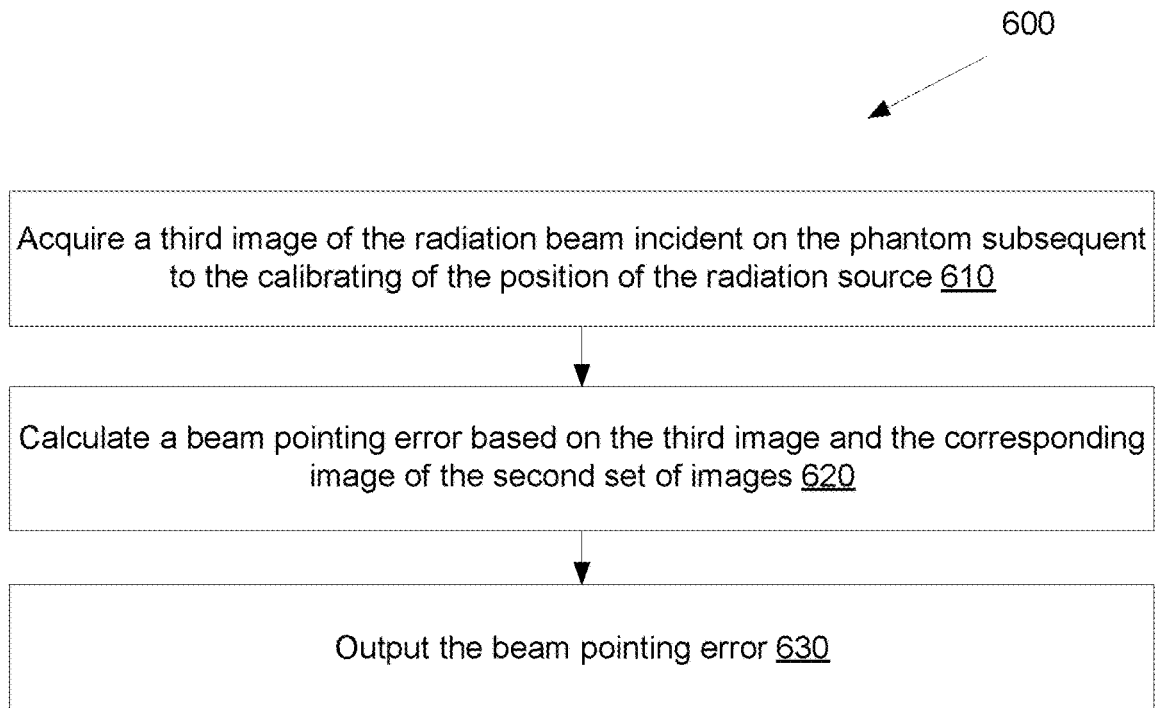 600
Acquire a third image of the radiation beam incident on the phantom subsequent
to the calibrating of the position of the radiation source 610
Calculate a beam pointing error based on the third image and the corresponding
image of the second set of images 620
Output the beam pointing error 630